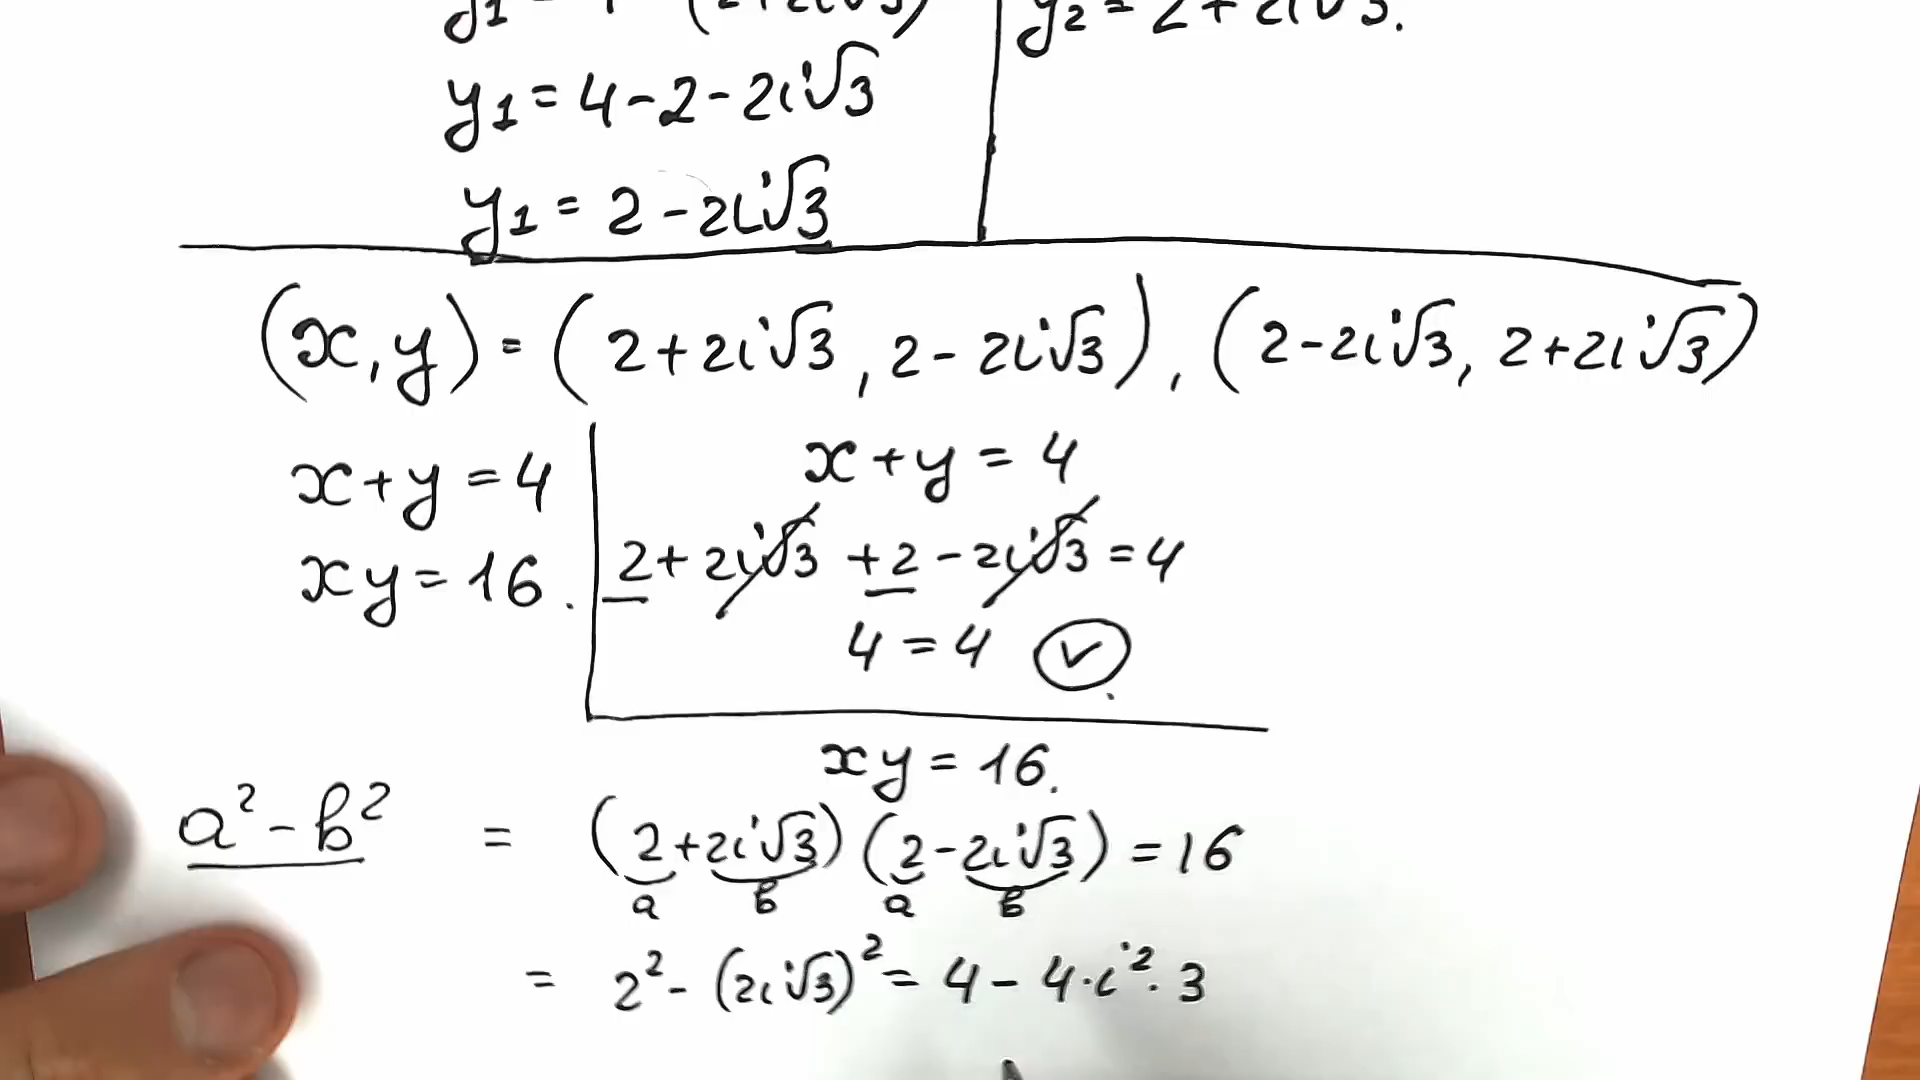 y₂ = 2 + 2i√3.
y₁ = 4 - 2 - 2i√3
y₁ = 2 - 2i√3
(x, y) = (2 + 2i√3, 2 - 2i√3), (2 - 2i√3, 2 + 2i√3)
x + y = 4
xy = 16.
x + y = 4
2 + 2i√3 + 2 - 2i√3 = 4
4 = 4 ✓
xy = 16.
a² - b² = (2 + 2i√3)(2 - 2i√3) = 16
a b a b
= 2² - (2i√3)² = 4 - 4·i²·3